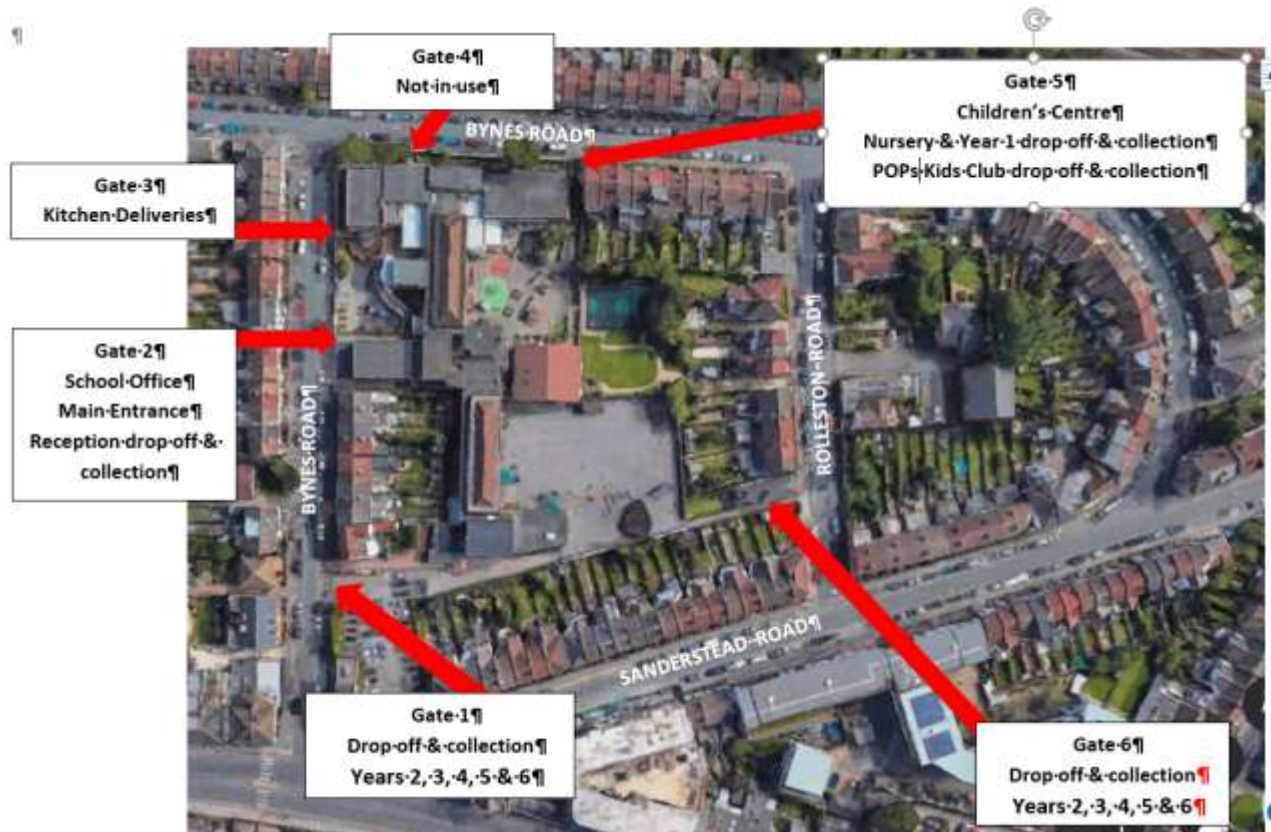 Gate 4
Not in use
BYNES ROAD
Gate 5
Children's Centre
Nursery & Year 1 drop off & collection
POPs Kids Club drop off & collection
Gate 3
Kitchen Deliveries
Gate 2
School Office
Main Entrance
Reception drop off &
collection
BYNES ROAD
ROLLESTON ROAD
SANDERSTEAD ROAD
Gate 1
Drop off & collection
Years 2, 3, 4, 5 & 6
Gate 6
Drop off & collection
Years 2, 3, 4, 5 & 6